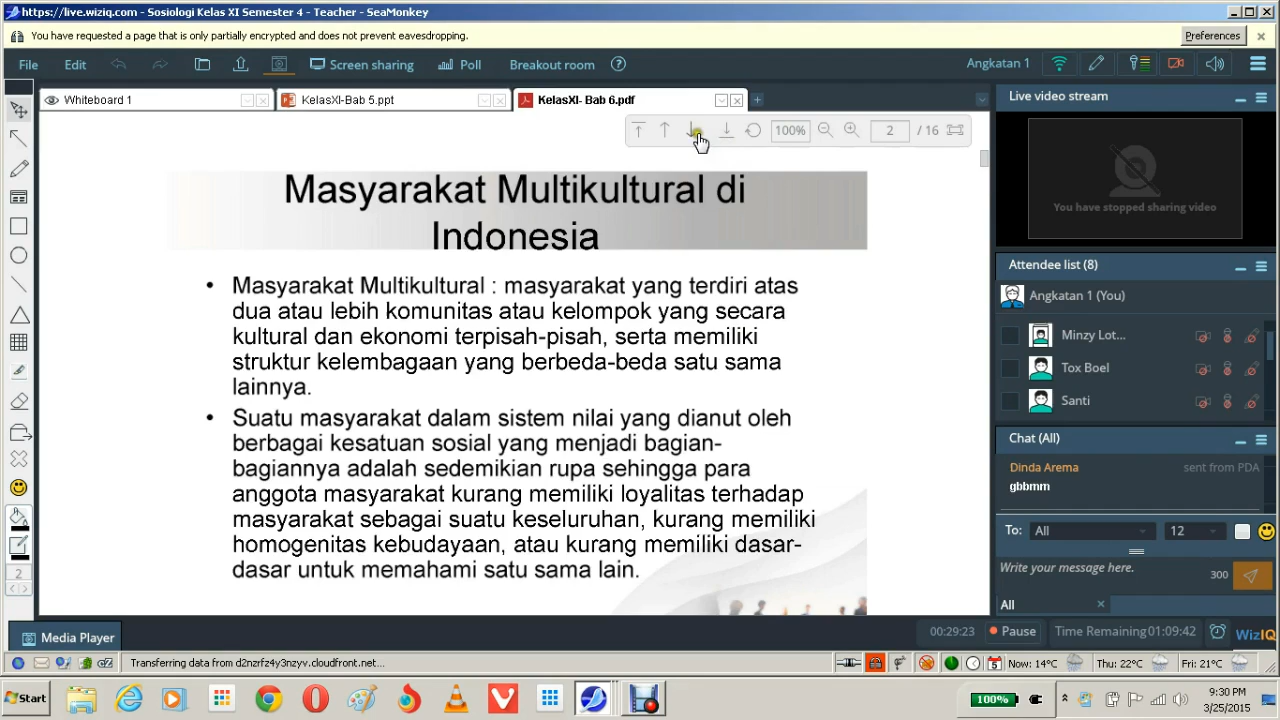 https://live.wiziq.com - Sosiologi Kelas XI Semester 4 - Teacher - SeaMonkey
You have requested a page that is only partially encrypted and does not prevent eavesdropping.
Preferences
File Edit Screen sharing Poll Breakout room
Angkatan 1
Whiteboard 1
KelasXI-Bab 5.ppt
KelasXI- Bab 6.pdf
Live video stream
100%
2
/ 16
Masyarakat Multikultural di
Indonesia
• Masyarakat Multikultural : masyarakat yang terdiri atas
dua atau lebih komunitas atau kelompok yang secara
kultural dan ekonomi terpisah-pisah, serta memiliki
struktur kelembagaan yang berbeda-beda satu sama
lainnya.
• Suatu masyarakat dalam sistem nilai yang dianut oleh
berbagai kesatuan sosial yang menjadi bagian-
bagiannya adalah sedemikian rupa sehingga para
anggota masyarakat kurang memiliki loyalitas terhadap
masyarakat sebagai suatu keseluruhan, kurang memiliki
homogenitas kebudayaan, atau kurang memiliki dasar-
dasar untuk memahami satu sama lain.
2
You have stopped sharing video
Attendee list (8)
Angkatan 1 (You)
Minzy Lot...
Tox Boel
Santi
Chat (All)
Dinda Arema sent from PDA
gbbmm
To: All 12
Write your message here.
300
All
Media Player
00:29:23 Pause Time Remaining 01:09:42 WizIQ
Transferring data from d2nzrfz4y3nzyv.cloudfront.net...
Now: 14°C Thu: 22°C Fri: 21°C
Start
100%
9:30 PM
3/25/2015